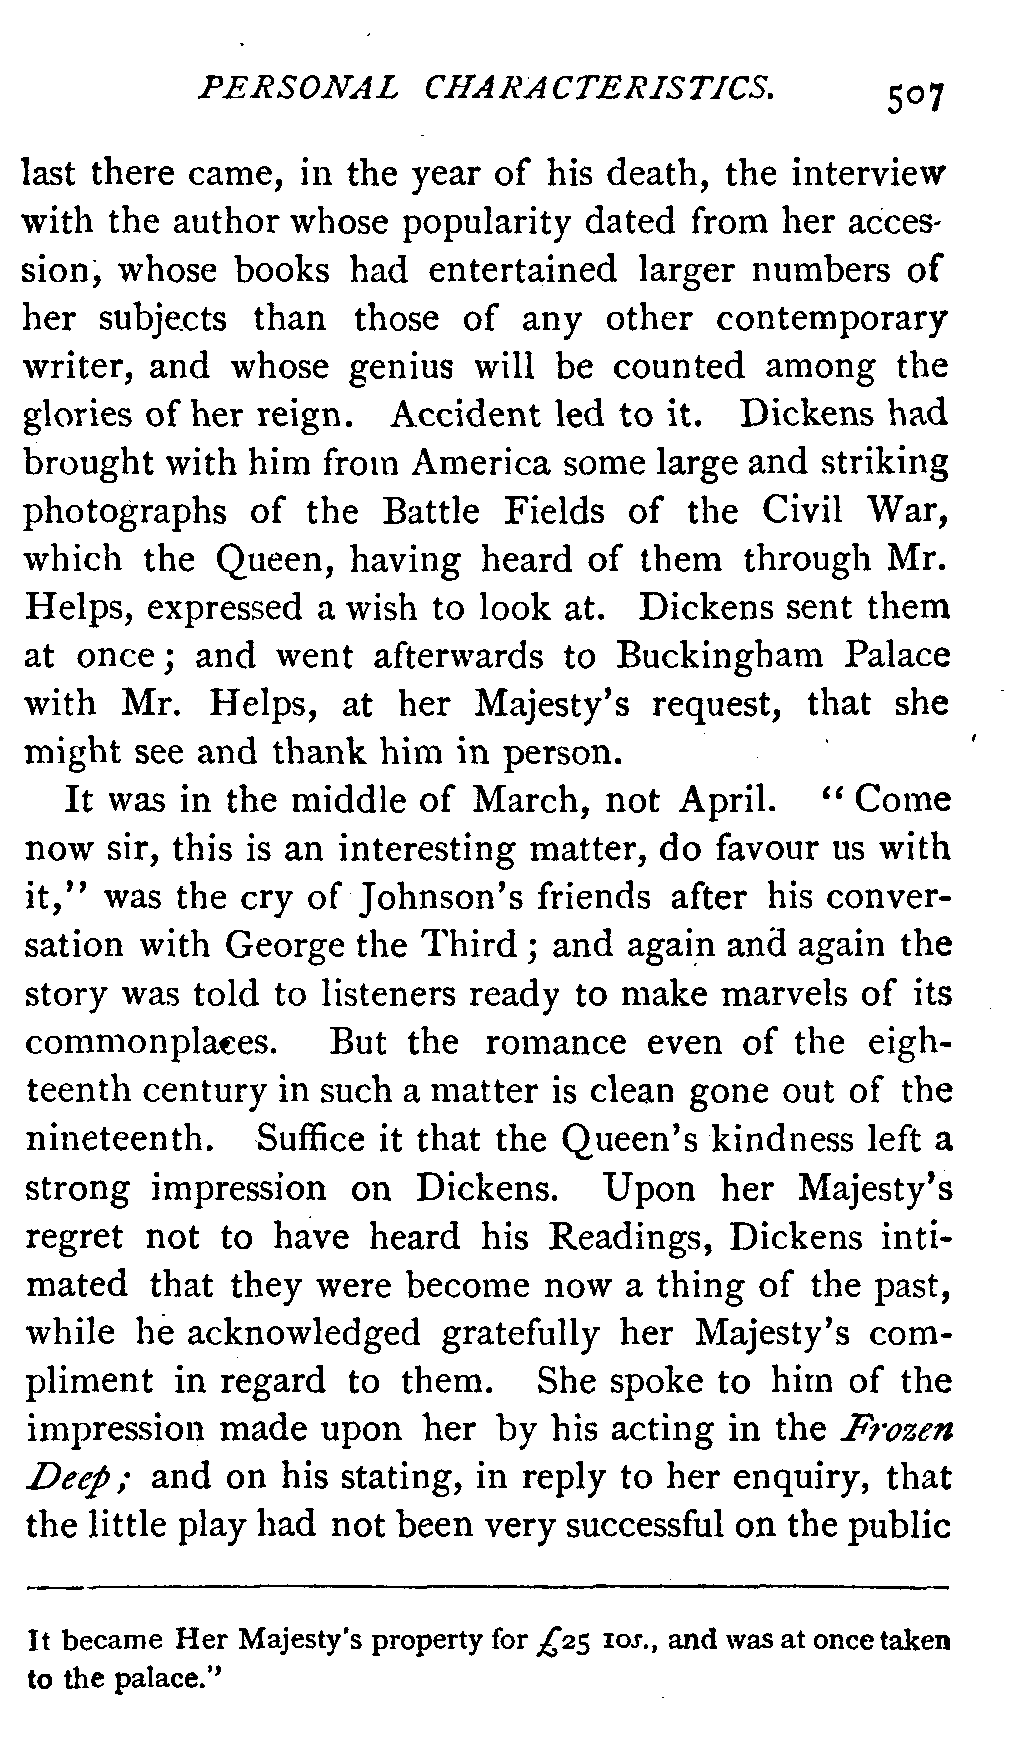 PERSONAL CHARACTERISTICS. 507
last there came, in the year of his death, the interview
with the author whose popularity dated from her acces-
sion, whose books had entertained larger numbers of
her subjects than those of any other contemporary
writer, and whose genius will be counted among the
glories of her reign. Accident led to it. Dickens had
brought with him from America some large and striking
photographs of the Battle Fields of the Civil War,
which the Queen, having heard of them through Mr.
Helps, expressed a wish to look at. Dickens sent them
at once; and went afterwards to Buckingham Palace
with Mr. Helps, at her Majesty's request, that she
might see and thank him in person.
It was in the middle of March, not April. "Come
now sir, this is an interesting matter, do favour us with
it," was the cry of Johnson's friends after his conver-
sation with George the Third; and again and again the
story was told to listeners ready to make marvels of its
commonplaces. But the romance even of the eigh-
teenth century in such a matter is clean gone out of the
nineteenth. Suffice it that the Queen's kindness left a
strong impression on Dickens. Upon her Majesty's
regret not to have heard his Readings, Dickens inti-
mated that they were become now a thing of the past,
while he acknowledged gratefully her Majesty's com-
pliment in regard to them. She spoke to him of the
impression made upon her by his acting in the Frozen
Deep; and on his stating, in reply to her enquiry, that
the little play had not been very successful on the public
It became Her Majesty's property for £25 10s., and was at once taken
to the palace."